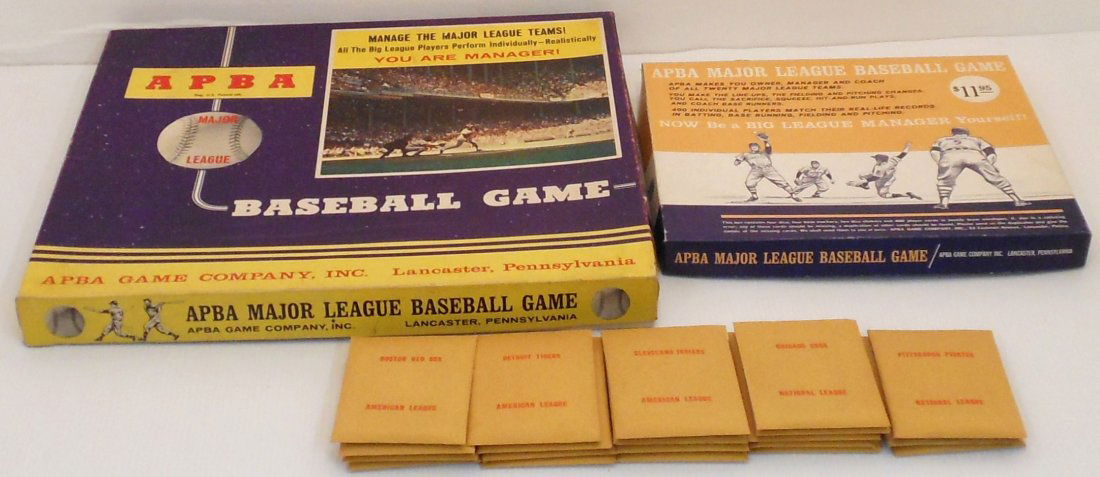 MANAGE THE MAJOR LEAGUE TEAMS!
All The Big League Players Perform Individually—Realistically
YOU ARE MANAGER!
APBA
MAJOR
LEAGUE
BASEBALL GAME
APBA GAME COMPANY, INC. Lancaster, Pennsylvania
APBA MAJOR LEAGUE BASEBALL GAME
APBA GAME COMPANY, INC. LANCASTER, PENNSYLVANIA
APBA MAJOR LEAGUE BASEBALL GAME
APBA MAKES YOU OWNER, MANAGER AND COACH
OF ALL TWENTY MAJOR LEAGUE TEAMS.
YOU MAKE THE LINE-UPS, THE FIELDING AND PITCHING CHANGES.
YOU CALL THE SACRIFICE, SQUEEZE, HIT-AND-RUN PLAYS,
AND COACH BASE RUNNERS.
400 INDIVIDUAL PLAYERS MATCH THEIR REAL-LIFE RECORDS
IN BATTING, BASE RUNNING, FIELDING AND PITCHING.
$11.95
NOW Be a BIG LEAGUE MANAGER Yourself!
APBA MAJOR LEAGUE BASEBALL GAME / APBA GAME COMPANY INC. LANCASTER, PENNSYLVANIA
BOSTON RED SOX
AMERICAN LEAGUE
DETROIT TIGERS
AMERICAN LEAGUE
CLEVELAND INDIANS
AMERICAN LEAGUE
CHICAGO CUBS
NATIONAL LEAGUE
PITTSBURGH PIRATES
NATIONAL LEAGUE